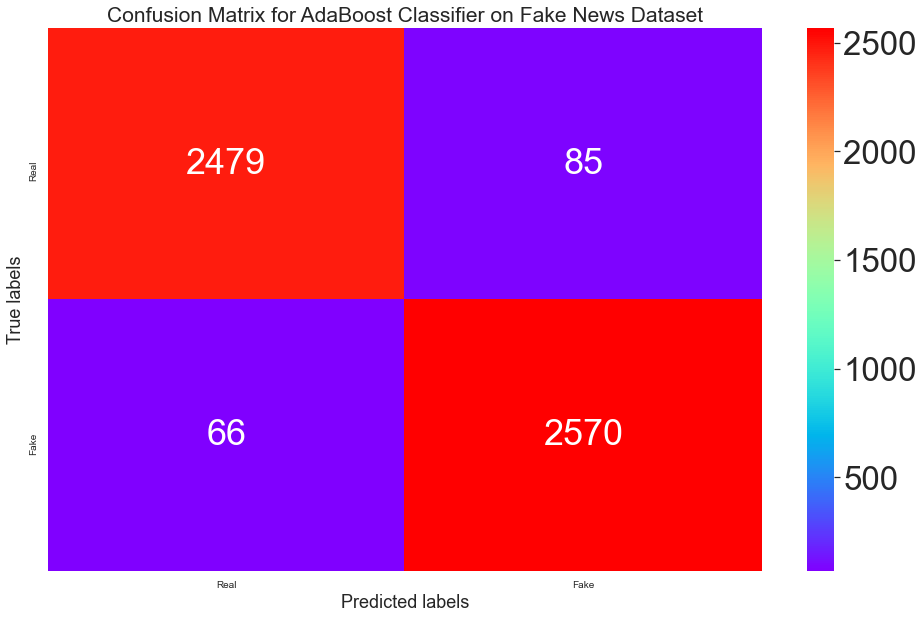 Confusion Matrix for AdaBoost Classifier on Fake News Dataset
True labels
Real
Fake
2479
85
66
2570
Real
Fake
Predicted labels
2500
2000
1500
1000
500